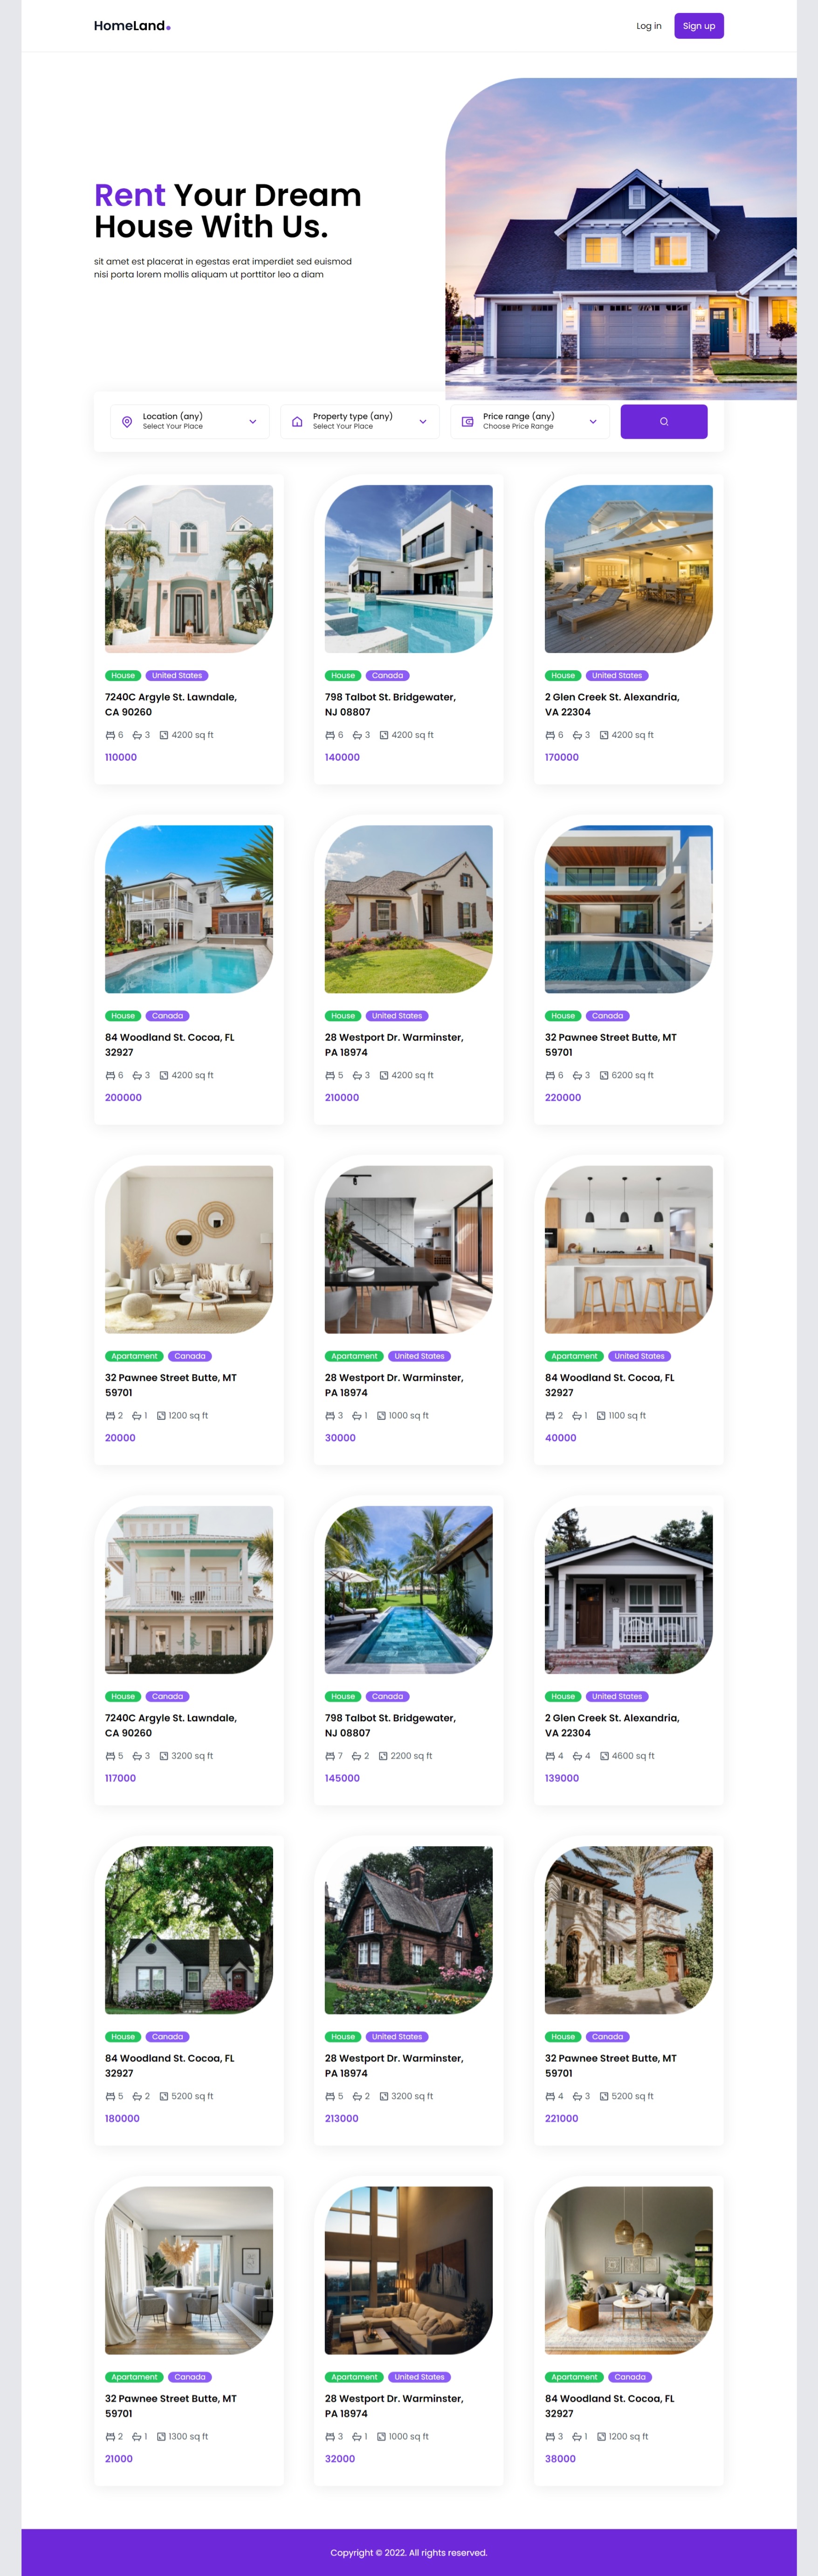 HomeLand.
Log in
Sign up
Rent Your Dream
House With Us.
sit amet est placerat in egestas erat imperdiet sed euismod
nisi porta lorem mollis aliquam ut porttitor leo a diam
Location (any)
Select Your Place
Property type (any)
Select Your Place
Price range (any)
Choose Price Range
House United States
7240C Argyle St. Lawndale,
CA 90260
6 3 4200 sq ft
110000
House Canada
798 Talbot St. Bridgewater,
NJ 08807
6 3 4200 sq ft
140000
House United States
2 Glen Creek St. Alexandria,
VA 22304
6 3 4200 sq ft
170000
House Canada
84 Woodland St. Cocoa, FL
32927
6 3 4200 sq ft
200000
House United States
28 Westport Dr. Warminster,
PA 18974
5 3 4200 sq ft
210000
House Canada
32 Pawnee Street Butte, MT
59701
6 3 6200 sq ft
220000
Apartament Canada
32 Pawnee Street Butte, MT
59701
2 1 1200 sq ft
20000
Apartament United States
28 Westport Dr. Warminster,
PA 18974
3 1 1000 sq ft
30000
Apartament United States
84 Woodland St. Cocoa, FL
32927
2 1 1100 sq ft
40000
House Canada
7240C Argyle St. Lawndale,
CA 90260
5 3 3200 sq ft
117000
House Canada
798 Talbot St. Bridgewater,
NJ 08807
7 2 2200 sq ft
145000
House United States
2 Glen Creek St. Alexandria,
VA 22304
4 4 4600 sq ft
139000
House Canada
84 Woodland St. Cocoa, FL
32927
5 2 5200 sq ft
180000
House United States
28 Westport Dr. Warminster,
PA 18974
5 2 3200 sq ft
213000
House Canada
32 Pawnee Street Butte, MT
59701
4 3 5200 sq ft
221000
Apartament Canada
32 Pawnee Street Butte, MT
59701
2 1 1300 sq ft
21000
Apartament United States
28 Westport Dr. Warminster,
PA 18974
3 1 1000 sq ft
32000
Apartament Canada
84 Woodland St. Cocoa, FL
32927
3 1 1200 sq ft
38000
Copyright © 2022. All rights reserved.